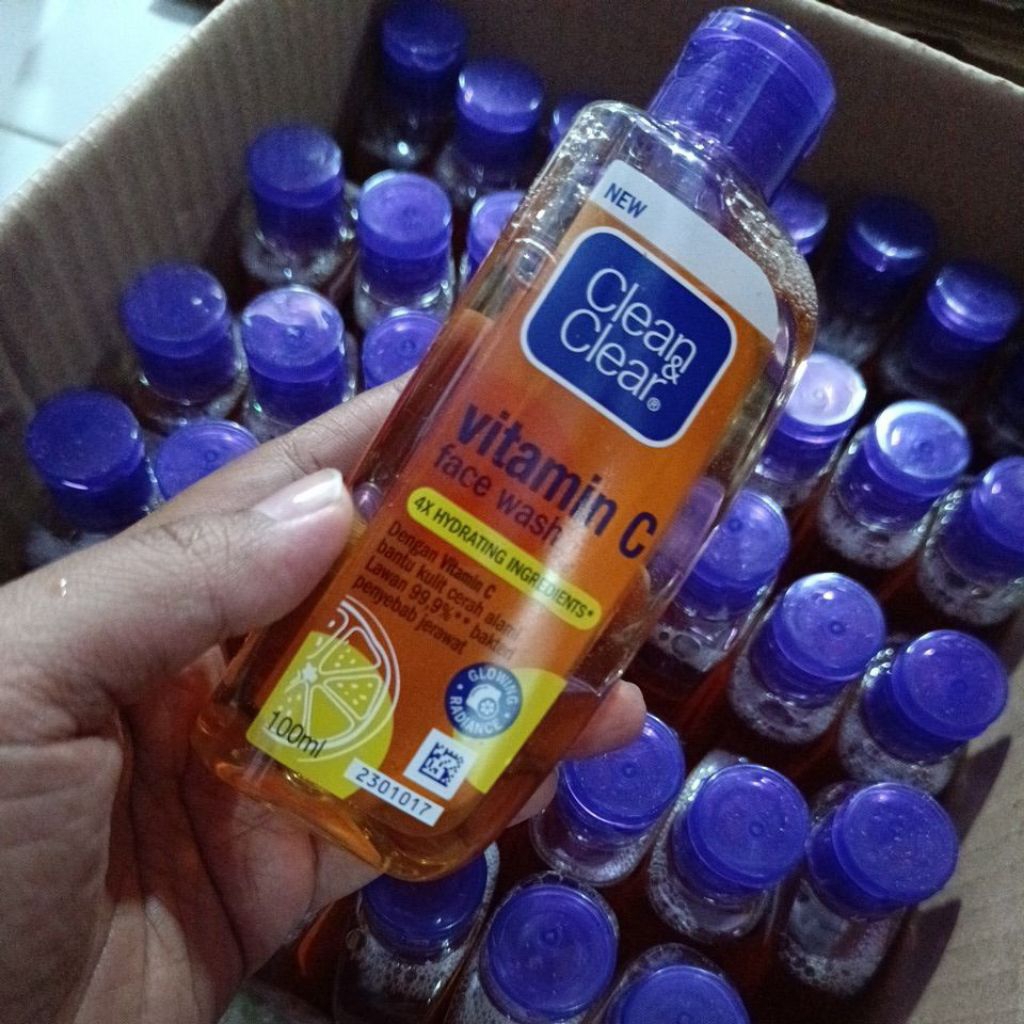 NEW
Clean
&
Clear®
vitamin C
face wash
4X HYDRATING INGREDIENTS*
Dengan Vitamin C
bantu kulit cerah alami
Lawan 99,9%** bakteri
penyebab jerawat
GLOWING
RADIANCE
100ml
2301017